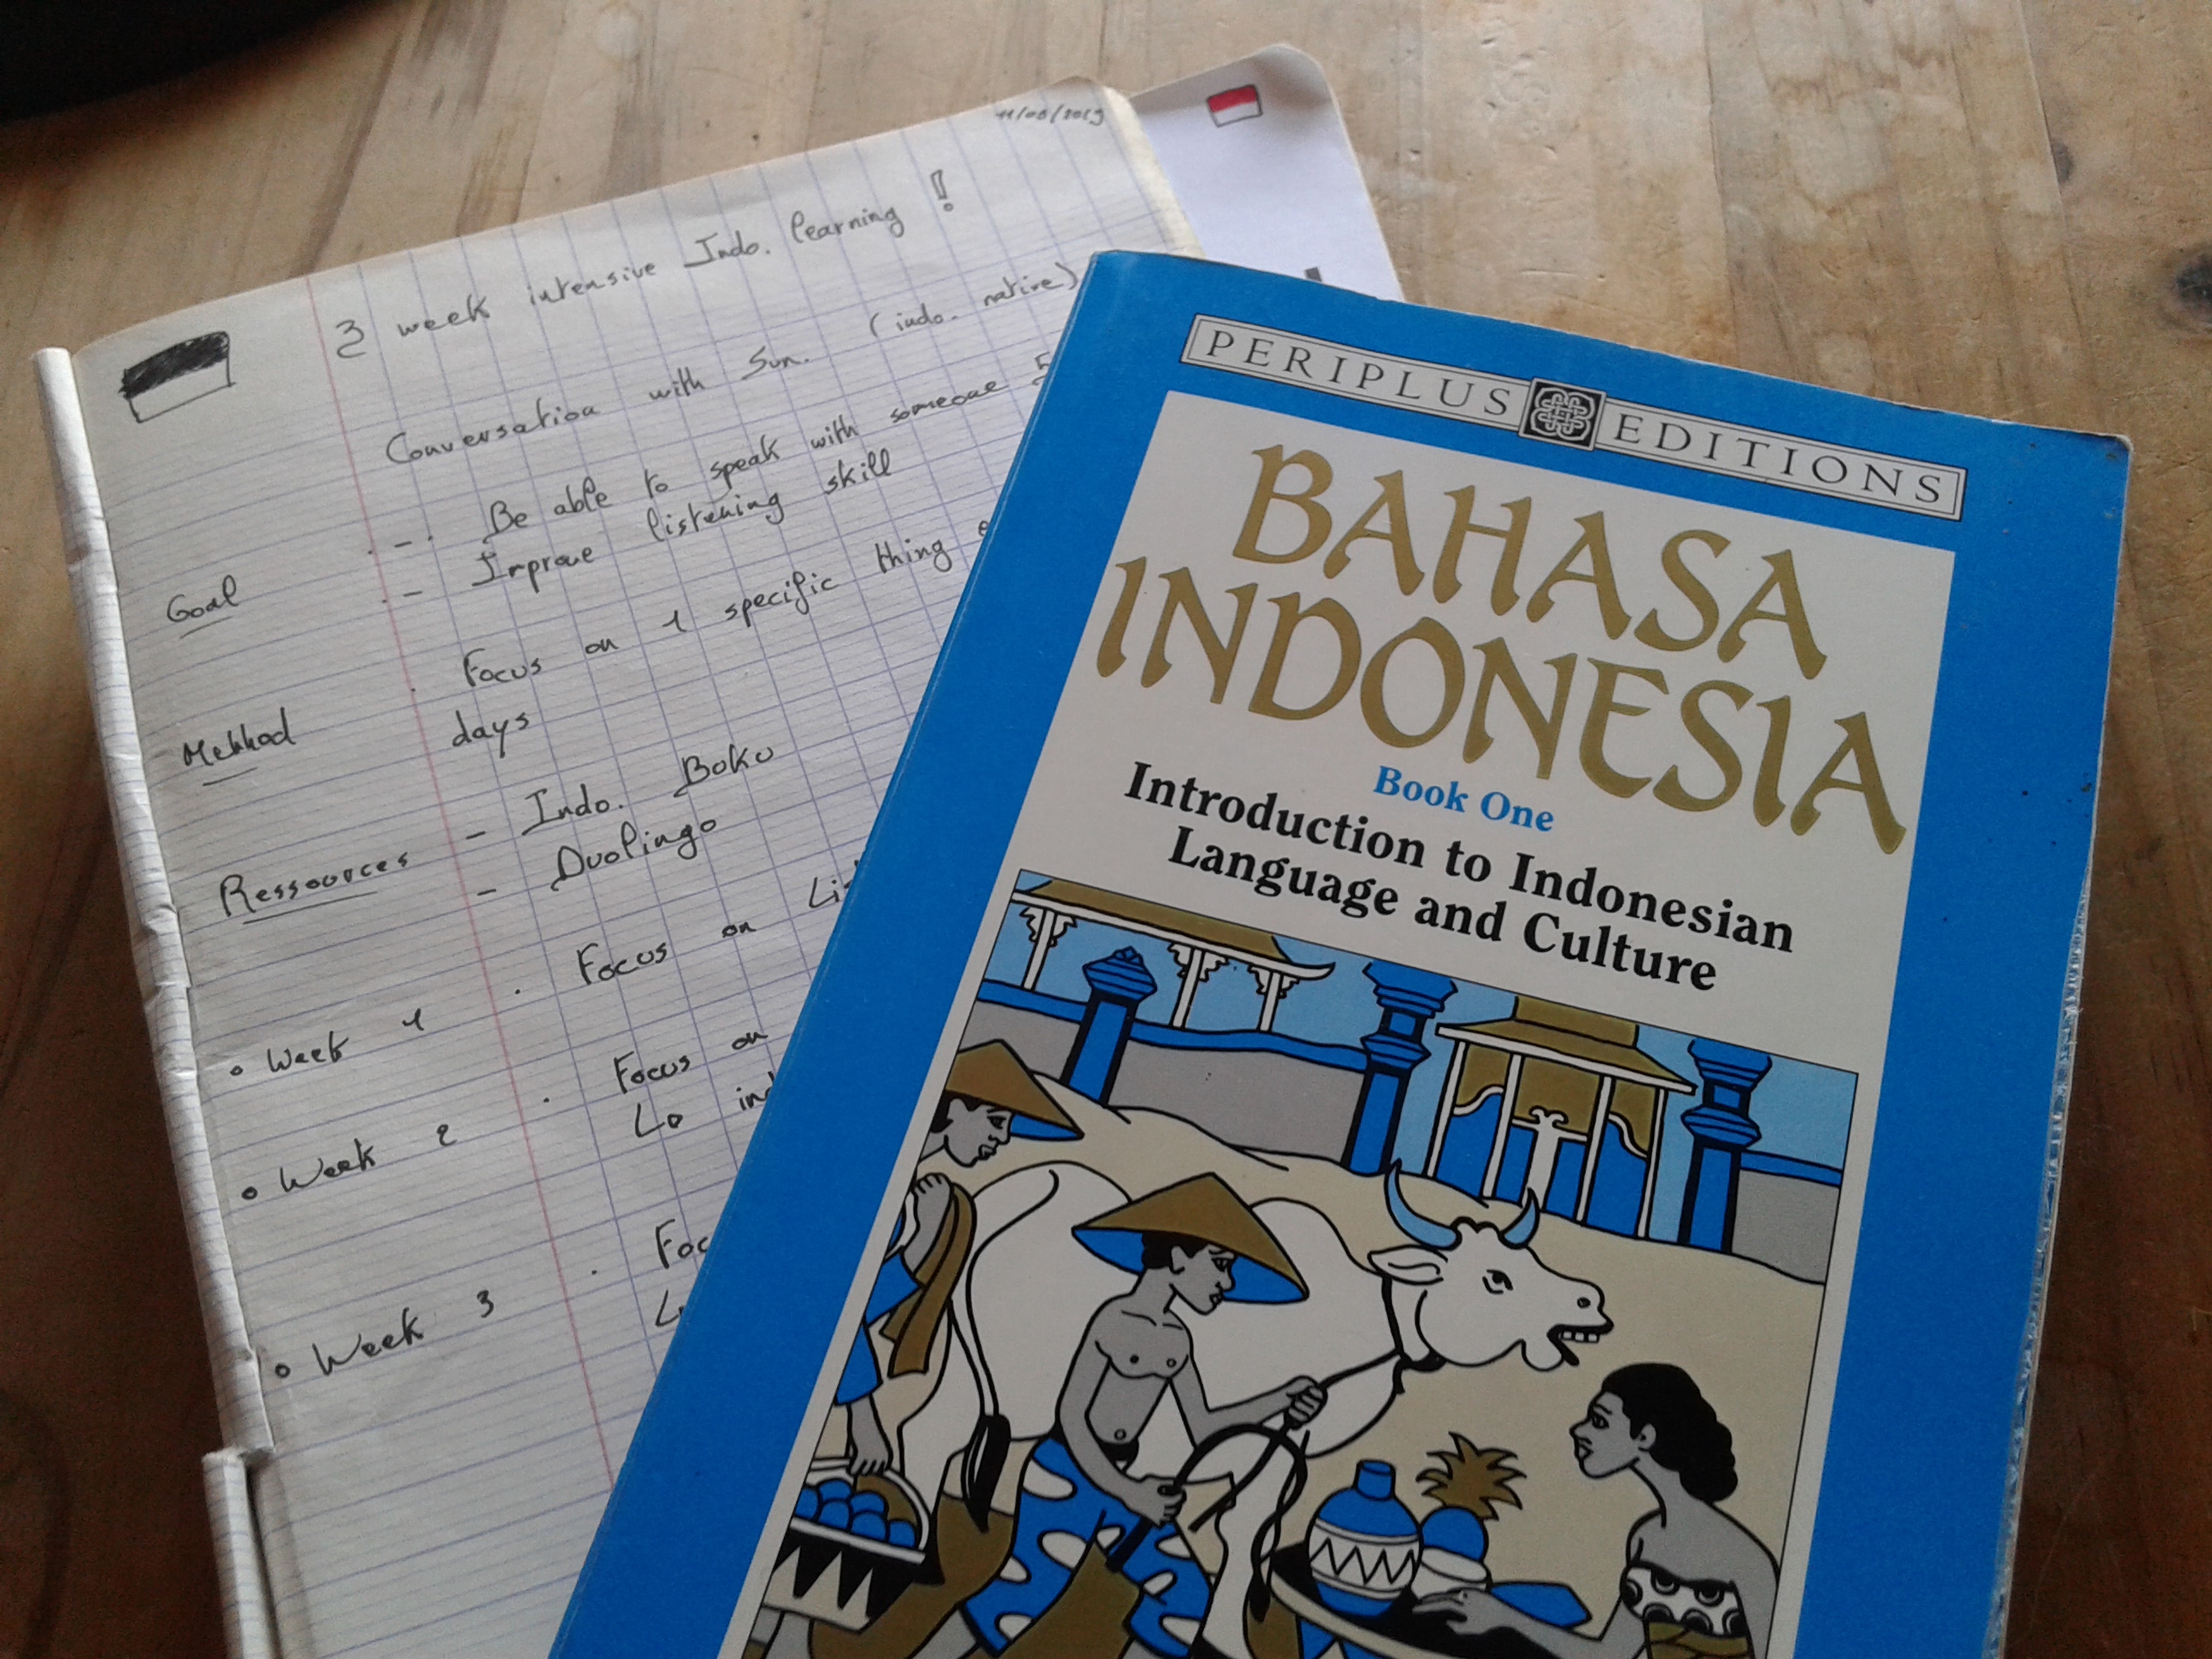 11/08/2019
3 week intensive Indo. learning !
Conversation with Sun. (indo. native)
Goal
- Be able to speak with someone 5
- Improve listening skill
Method
. Focus on 1 specific thing
days
Ressources
- Indo. Boku
- Duolingo
• Week 1 . Focus on
• Week 2 . Focus on
• Week 3 .
PERIPLUS EDITIONS
BAHASA
INDONESIA
Book One
Introduction to Indonesian
Language and Culture